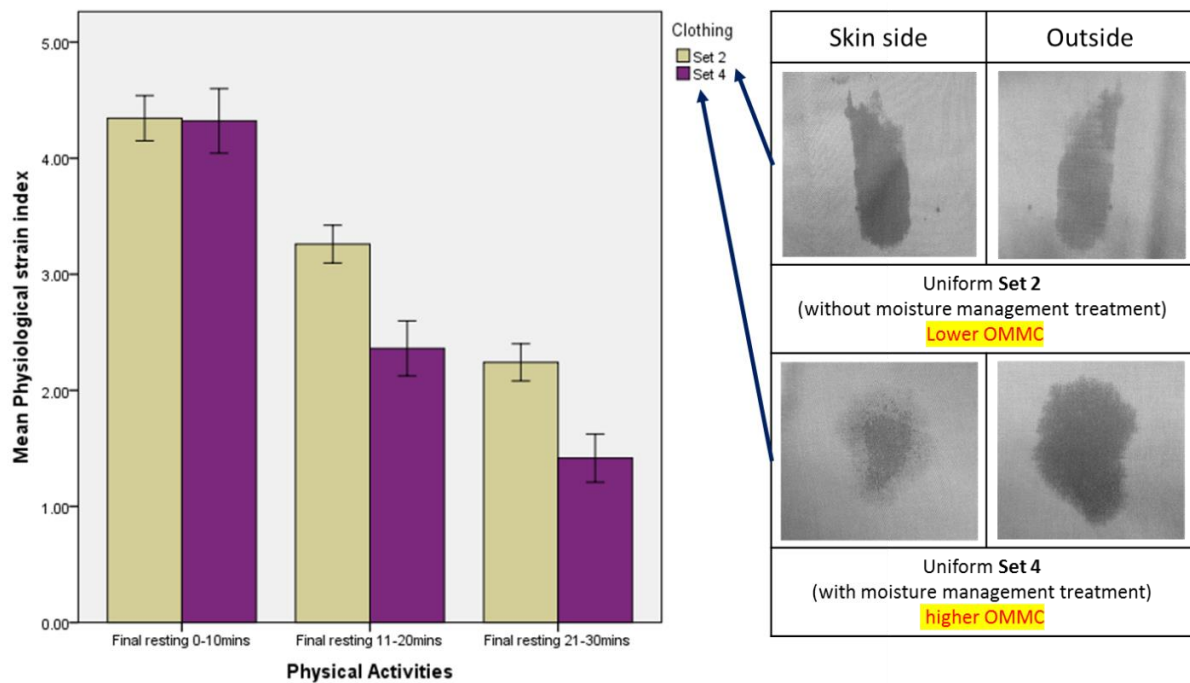 Mean Physiological strain index
5.00
4.00
3.00
2.00
1.00
0.00
Final resting 0-10mins
Final resting 11-20mins
Final resting 21-30mins
Physical Activities
Clothing
Set 2
Set 4
Skin side
Outside
Uniform Set 2
(without moisture management treatment)
Lower OMMC
Uniform Set 4
(with moisture management treatment)
higher OMMC